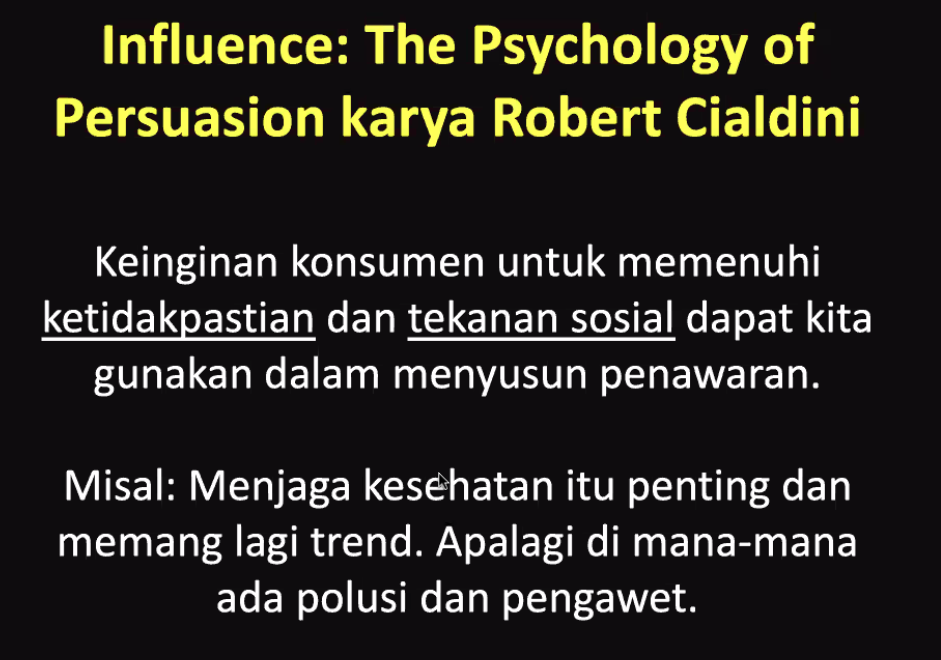 Influence: The Psychology of
Persuasion karya Robert Cialdini
Keinginan konsumen untuk memenuhi
ketidakpastian dan tekanan sosial dapat kita
gunakan dalam menyusun penawaran.
Misal: Menjaga kesehatan itu penting dan
memang lagi trend. Apalagi di mana-mana
ada polusi dan pengawet.